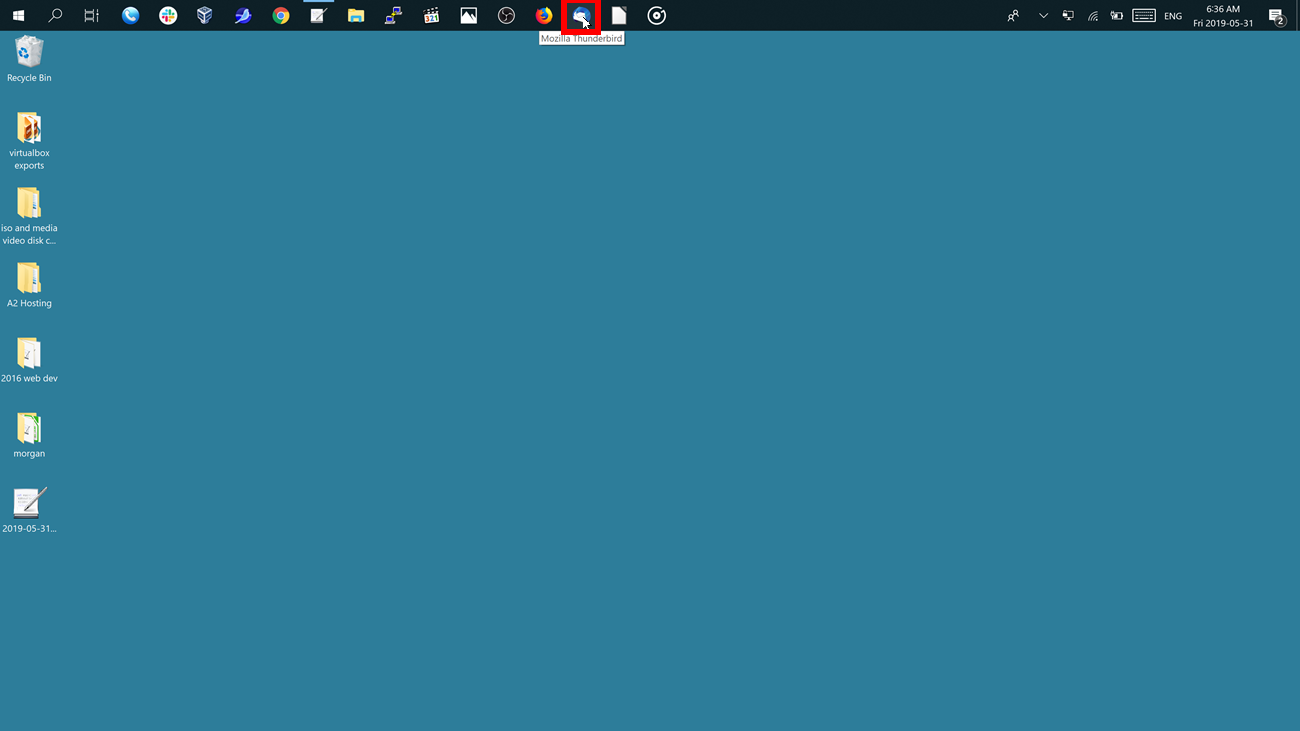 321
ENG
6:36 AM
Fri 2019-05-31
2
Mozilla Thunderbird
Recycle Bin
virtualbox
exports
iso and media
video disk c...
A2 Hosting
2016 web dev
morgan
2019-05-31...